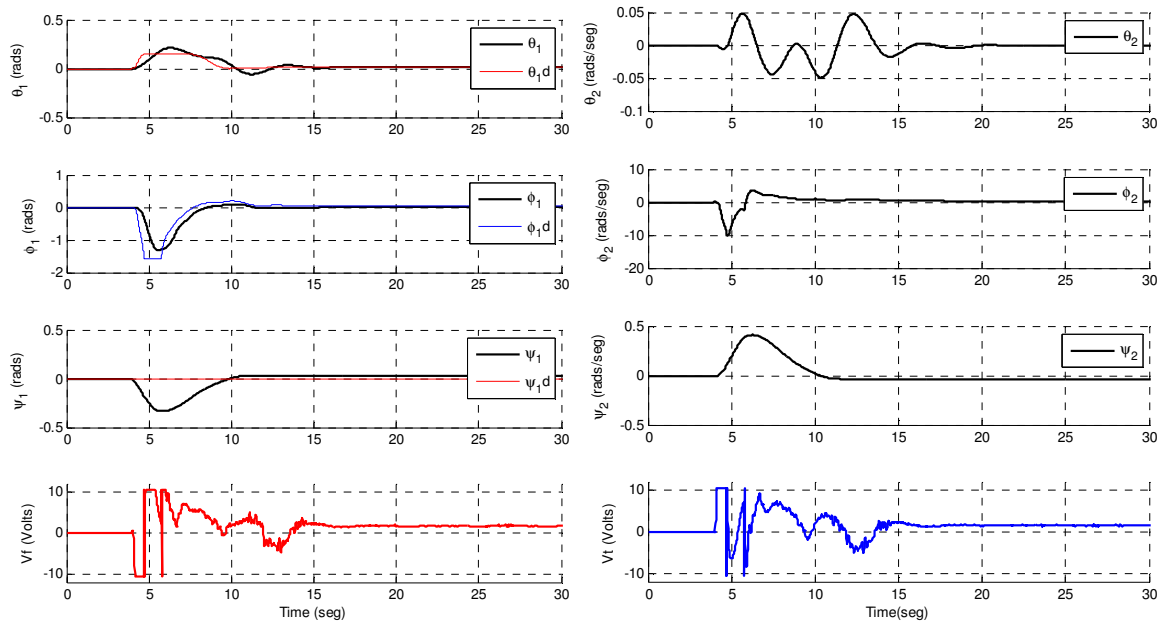 0.5
0
-0.5
θ1 (rads)
θ1
θ1d
0 5 10 15 20 25 30
0.05
0
-0.05
-0.1
θ2 (rads/seg)
θ2
0 5 10 15 20 25 30
1
0
-1
-2
ϕ1 (rads)
ϕ1
ϕ1d
0 5 10 15 20 25 30
10
0
-10
-20
ϕ2 (rads/seg)
ϕ2
0 5 10 15 20 25 30
0.5
0
-0.5
ψ1 (rads)
ψ1
ψ1d
0 5 10 15 20 25 30
0.5
0
-0.5
ψ2 (rads/seg)
ψ2
0 5 10 15 20 25 30
10
0
-10
Vf (Volts)
0 5 10 15 20 25 30
Time (seg)
10
0
-10
Vt (Volts)
0 5 10 15 20 25 30
Time(seg)